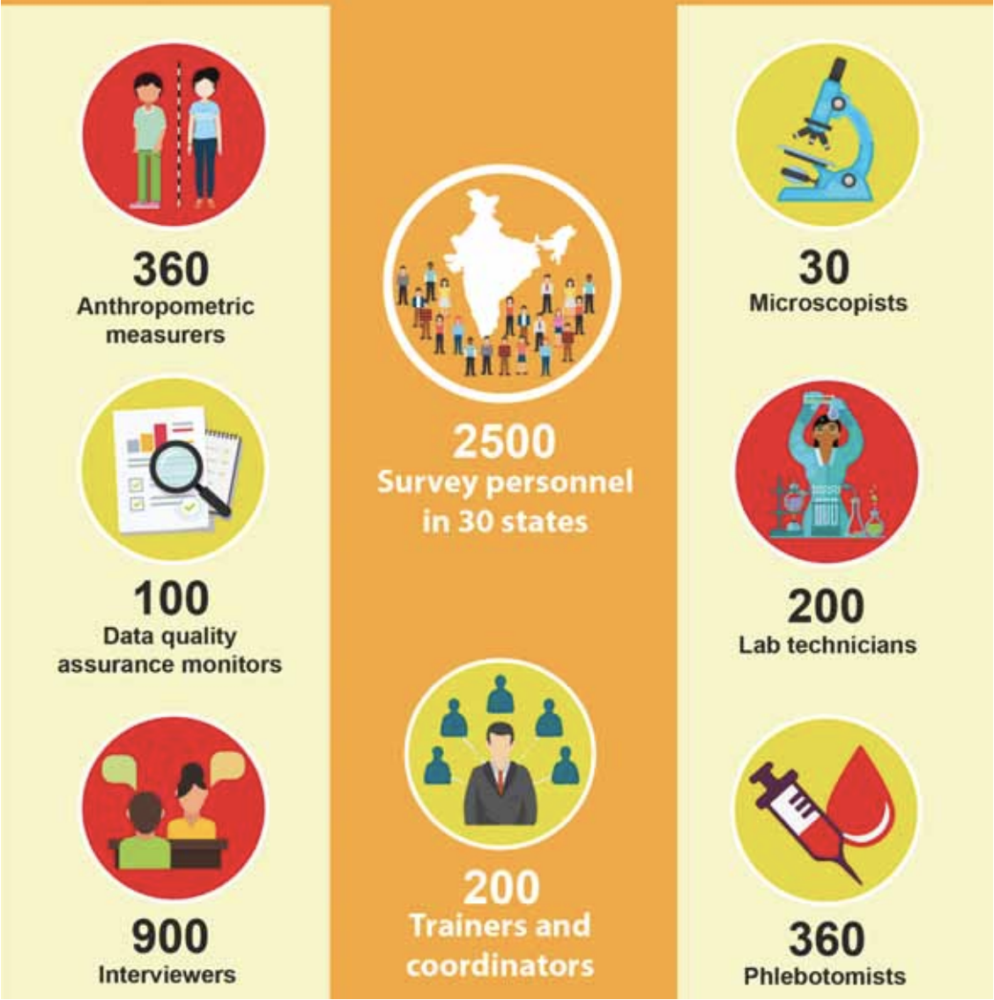 360
Anthropometric
measurers
100
Data quality
assurance monitors
900
Interviewers
2500
Survey personnel
in 30 states
200
Trainers and
coordinators
30
Microscopists
200
Lab technicians
360
Phlebotomists